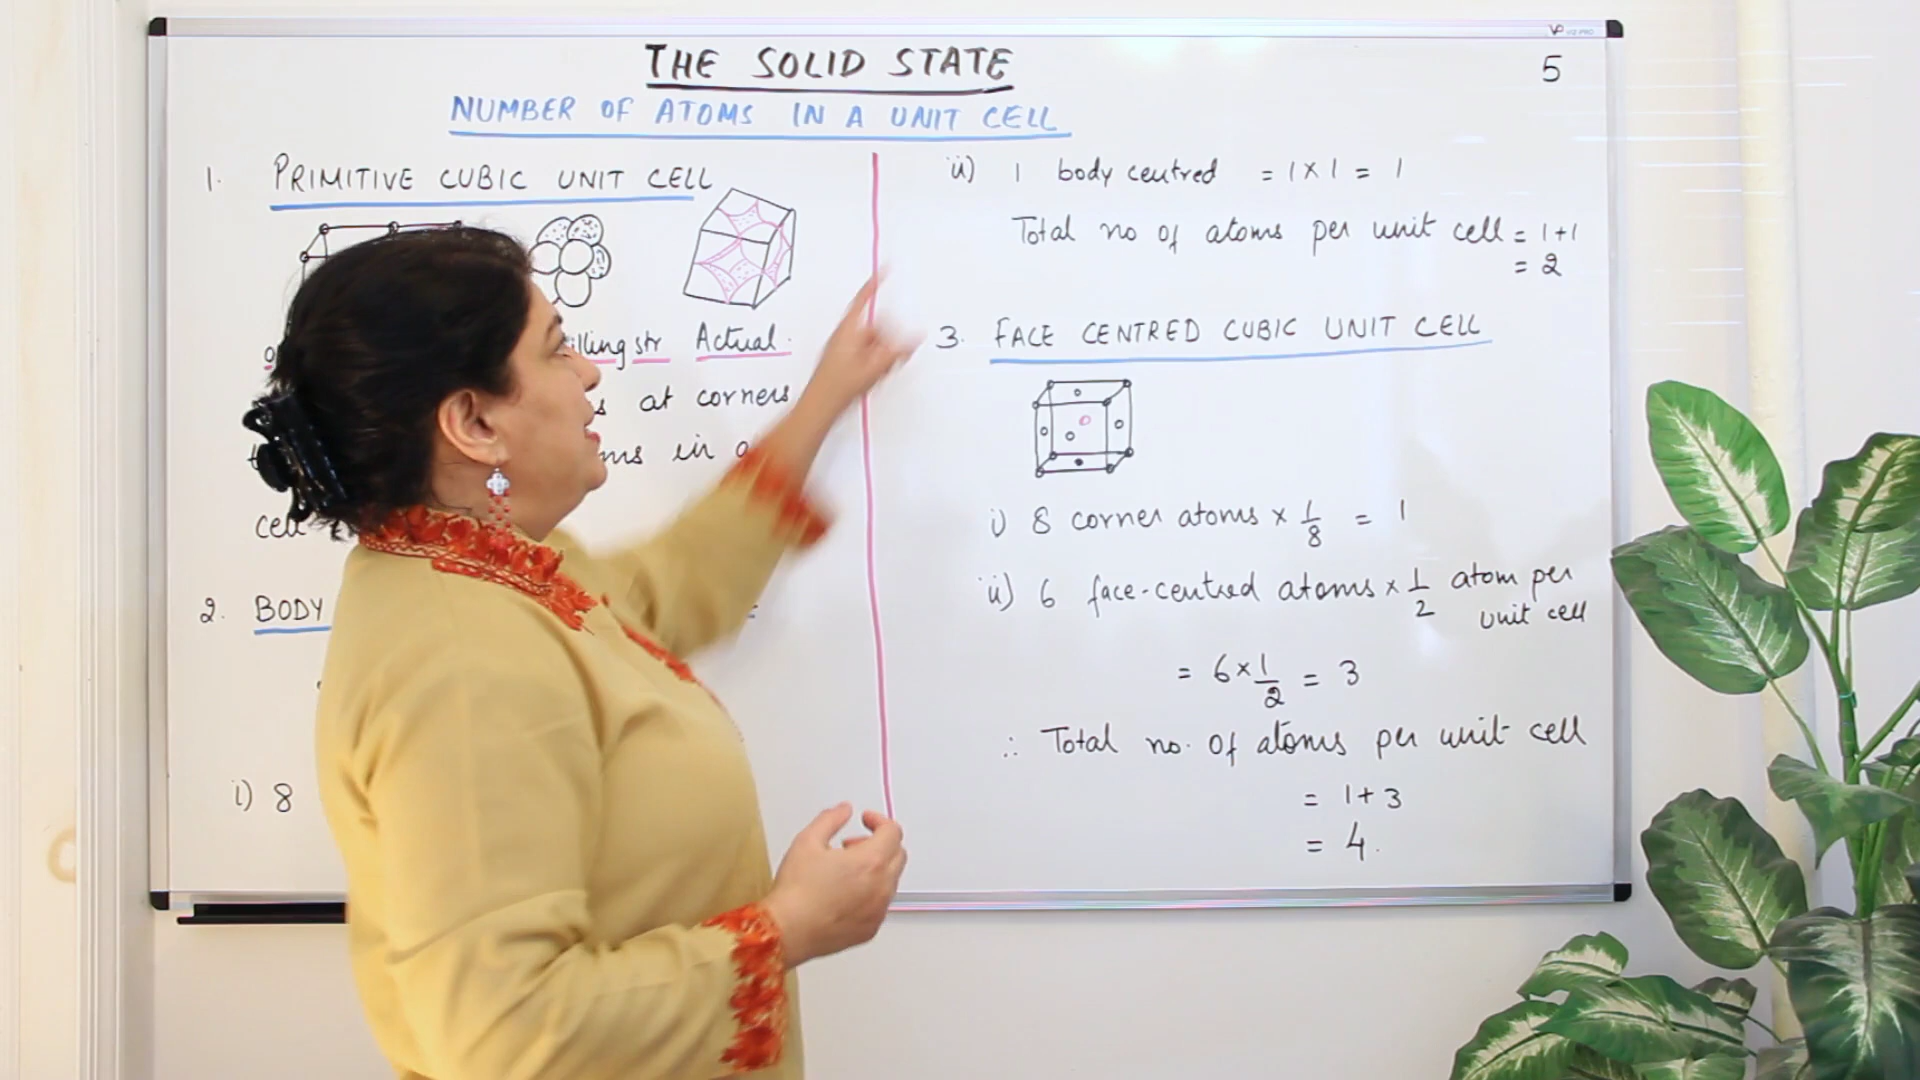 THE SOLID STATE
5
NUMBER OF ATOMS IN A UNIT CELL
1. PRIMITIVE CUBIC UNIT CELL
str Actual.
at corners
in a
cell
2. BODY
i) 8
ii) 1 body centred = 1 × 1 = 1
Total no of atoms per unit cell = 1+1
= 2
3. FACE CENTRED CUBIC UNIT CELL
i) 8 corner atoms × 1/8 = 1
ii) 6 face-centred atoms × 1/2 atom per
unit cell
= 6 × 1/2 = 3
∴ Total no. of atoms per unit cell
= 1+3
= 4.